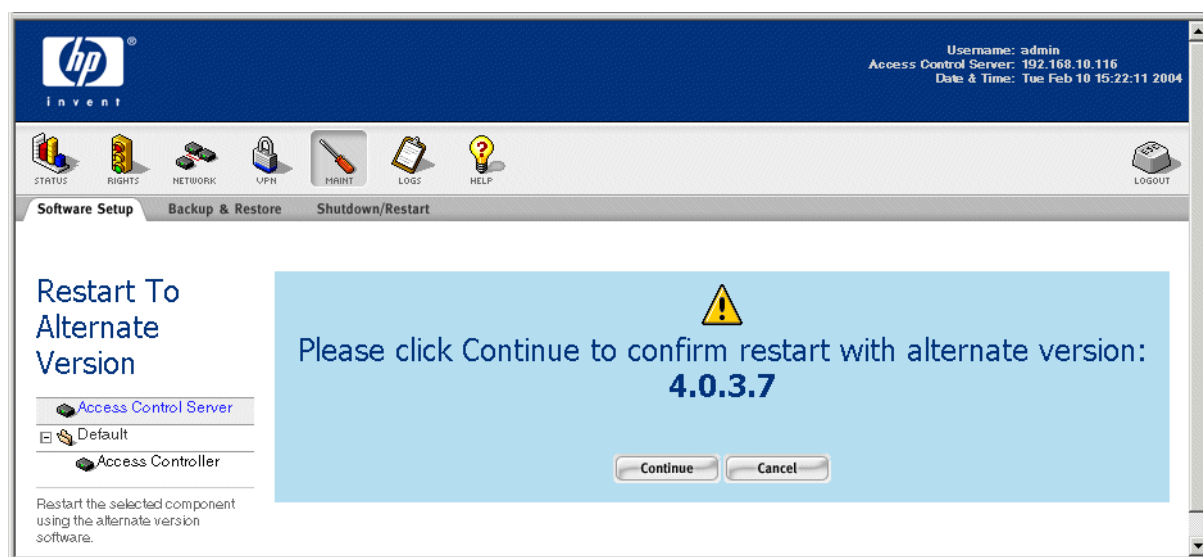 hp ®
invent
Username: admin
Access Control Server: 192.168.10.116
Date & Time: Tue Feb 10 15:22:11 2004
STATUS
RIGHTS
NETWORK
VPN
MAINT
LOGS
HELP
LOGOUT
Software Setup
Backup & Restore
Shutdown/Restart
Restart To
Alternate
Version
Access Control Server
Default
Access Controller
Restart the selected component
using the alternate version
software.
Please click Continue to confirm restart with alternate version:
4.0.3.7
Continue
Cancel